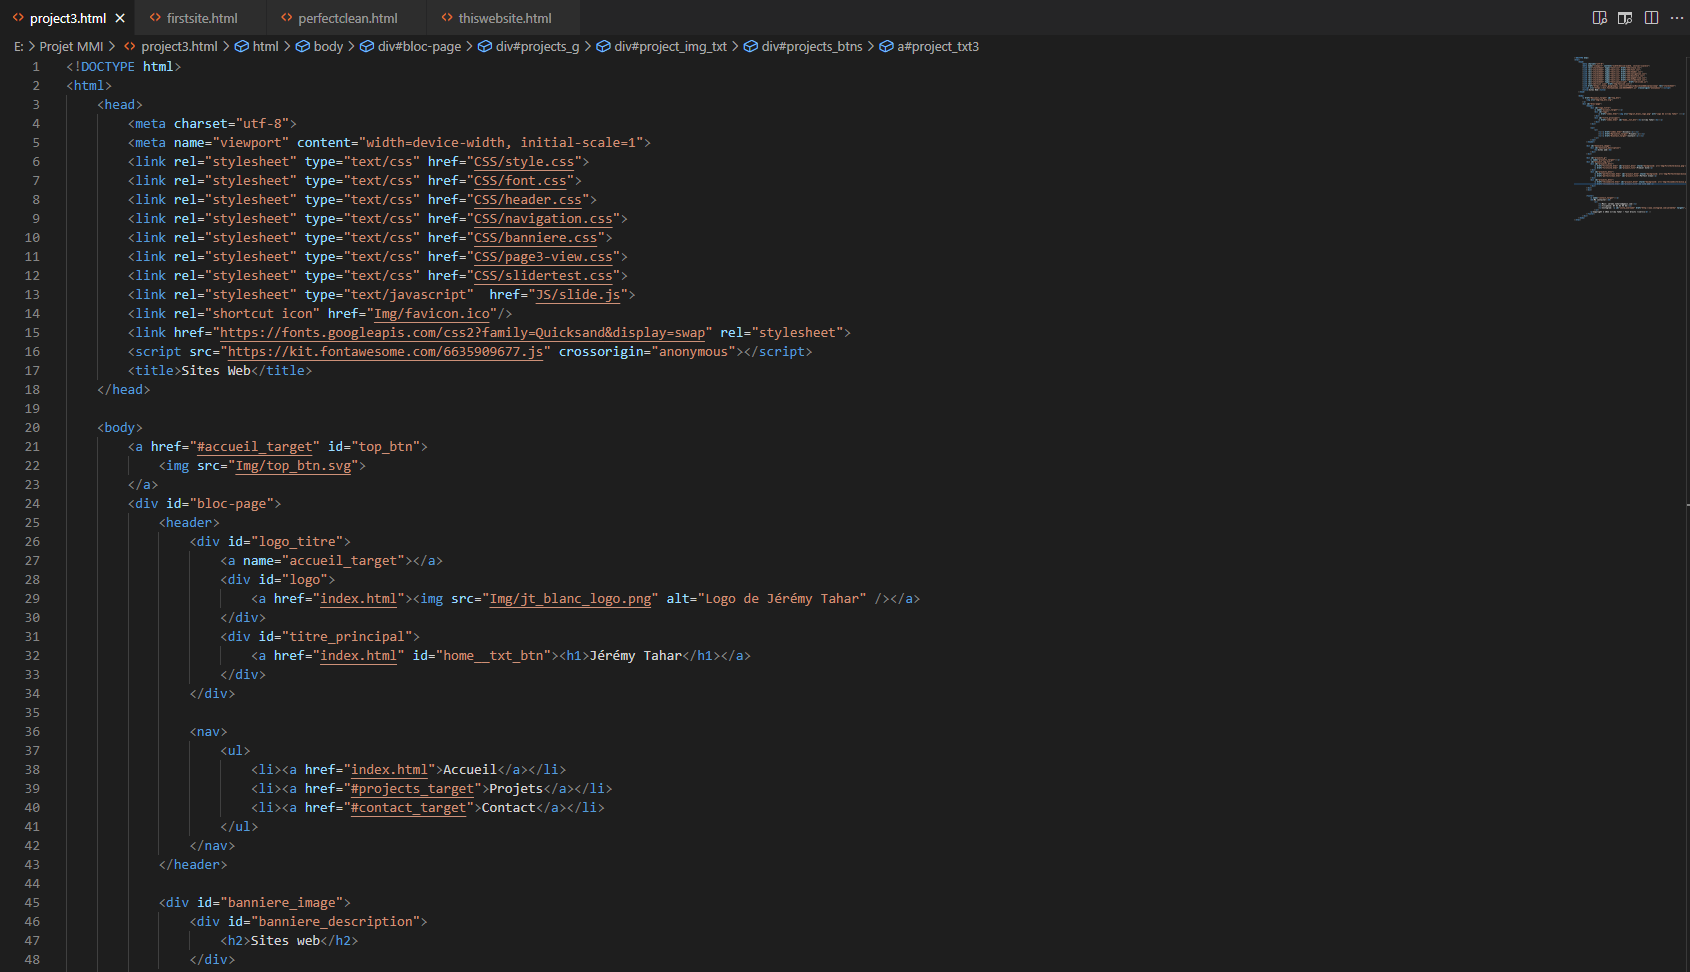 project3.html
firstsite.html
perfectclean.html
thiswebsite.html
E: > Projet MMI > project3.html > html > body > div#bloc-page > div#projects_g > div#project_img_txt > div#projects_btns > a#project_txt3
1 <!DOCTYPE html>
2 <html>
3 <head>
4 <meta charset="utf-8">
5 <meta name="viewport" content="width=device-width, initial-scale=1">
6 <link rel="stylesheet" type="text/css" href="CSS/style.css">
7 <link rel="stylesheet" type="text/css" href="CSS/font.css">
8 <link rel="stylesheet" type="text/css" href="CSS/header.css">
9 <link rel="stylesheet" type="text/css" href="CSS/navigation.css">
10 <link rel="stylesheet" type="text/css" href="CSS/banniere.css">
11 <link rel="stylesheet" type="text/css" href="CSS/page3-view.css">
12 <link rel="stylesheet" type="text/css" href="CSS/slidertest.css">
13 <link rel="stylesheet" type="text/javascript"  href="JS/slide.js">
14 <link rel="shortcut icon" href="Img/favicon.ico"/>
15 <link href="https://fonts.googleapis.com/css2?family=Quicksand&display=swap" rel="stylesheet">
16 <script src="https://kit.fontawesome.com/6635909677.js" crossorigin="anonymous"></script>
17 <title>Sites Web</title>
18 </head>
19
20 <body>
21 <a href="#accueil_target" id="top_btn">
22 <img src="Img/top_btn.svg">
23 </a>
24 <div id="bloc-page">
25 <header>
26 <div id="logo_titre">
27 <a name="accueil_target"></a>
28 <div id="logo">
29 <a href="index.html"><img src="Img/jt_blanc_logo.png" alt="Logo de Jérémy Tahar" /></a>
30 </div>
31 <div id="titre_principal">
32 <a href="index.html" id="home__txt_btn"><h1>Jérémy Tahar</h1></a>
33 </div>
34 </div>
35
36 <nav>
37 <ul>
38 <li><a href="index.html">Accueil</a></li>
39 <li><a href="#projects_target">Projets</a></li>
40 <li><a href="#contact_target">Contact</a></li>
41 </ul>
42 </nav>
43 </header>
44
45 <div id="banniere_image">
46 <div id="banniere_description">
47 <h2>Sites web</h2>
48 </div>